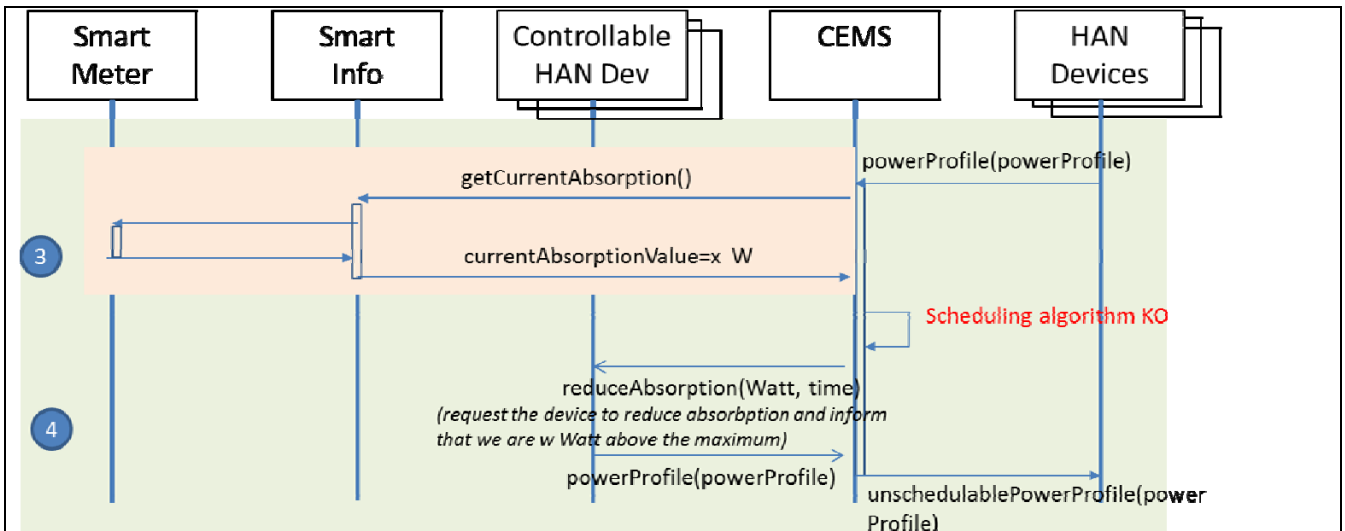 Smart
Meter
Smart
Info
Controllable
HAN Dev
CEMS
HAN
Devices
powerProfile(powerProfile)
getCurrentAbsorption()
3
currentAbsorptionValue=x W
Scheduling algorithm KO
reduceAbsorption(Watt, time)
(request the device to reduce absorbption and inform
that we are w Watt above the maximum)
4
powerProfile(powerProfile)
unschedulablePowerProfile(power
Profile)